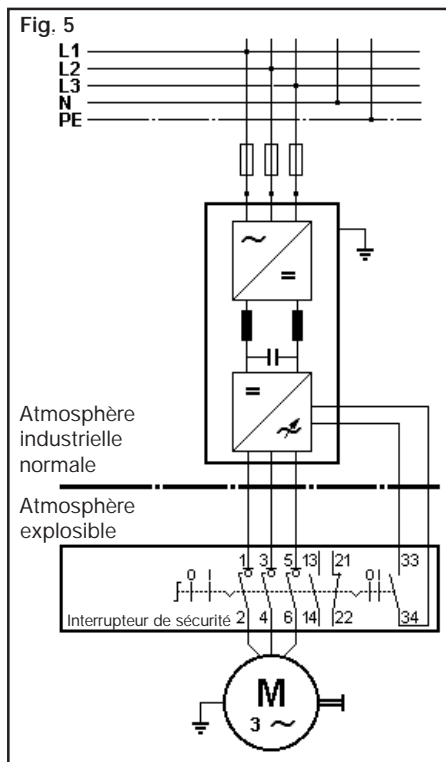 Fig. 5
L1
L2
L3
N
PE
~
=
=
~
Atmosphère
industrielle
normale
Atmosphère
explosible
0 I 1 3 5 13 21 0 I 33
Interrupteur de sécurité 2 4 6 14 22 34
M
3 ~